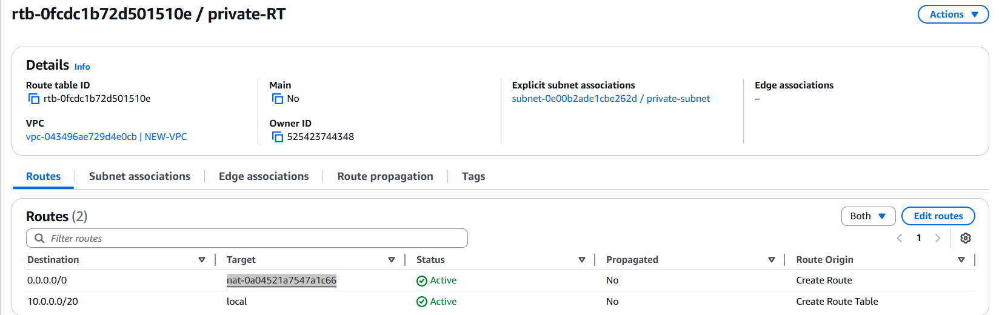 rtb-0fcdc1b72d501510e / private-RT
Actions
Details Info
Route table ID
rtb-0fcdc1b72d501510e
Main
No
Explicit subnet associations
subnet-0e00b2ade1cbe262d / private-subnet
Edge associations
–
VPC
vpc-043496ae729d4e0cb | NEW-VPC
Owner ID
525423744348
Routes Subnet associations Edge associations Route propagation Tags
Routes (2)
Both Edit routes
Filter routes
1
Destination Target Status Propagated Route Origin
0.0.0.0/0 nat-0a04521a7547a1c66 Active No Create Route
10.0.0.0/20 local Active No Create Route Table